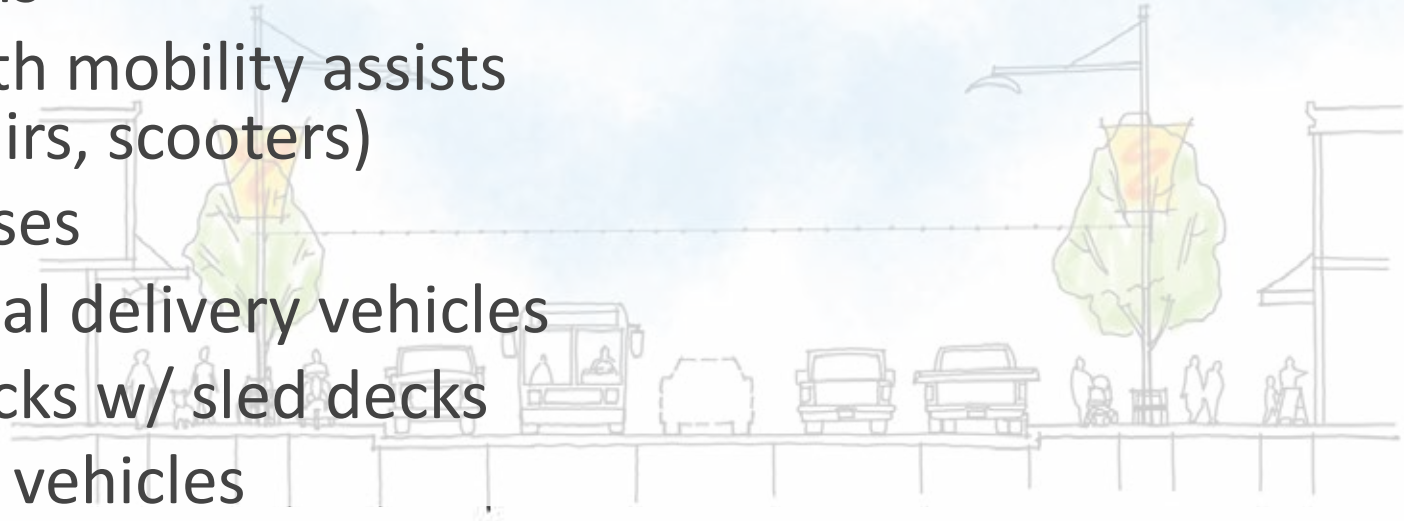 th mobility assists
irs, scooters)
ses
al delivery vehicles
cks w/ sled decks
vehicles